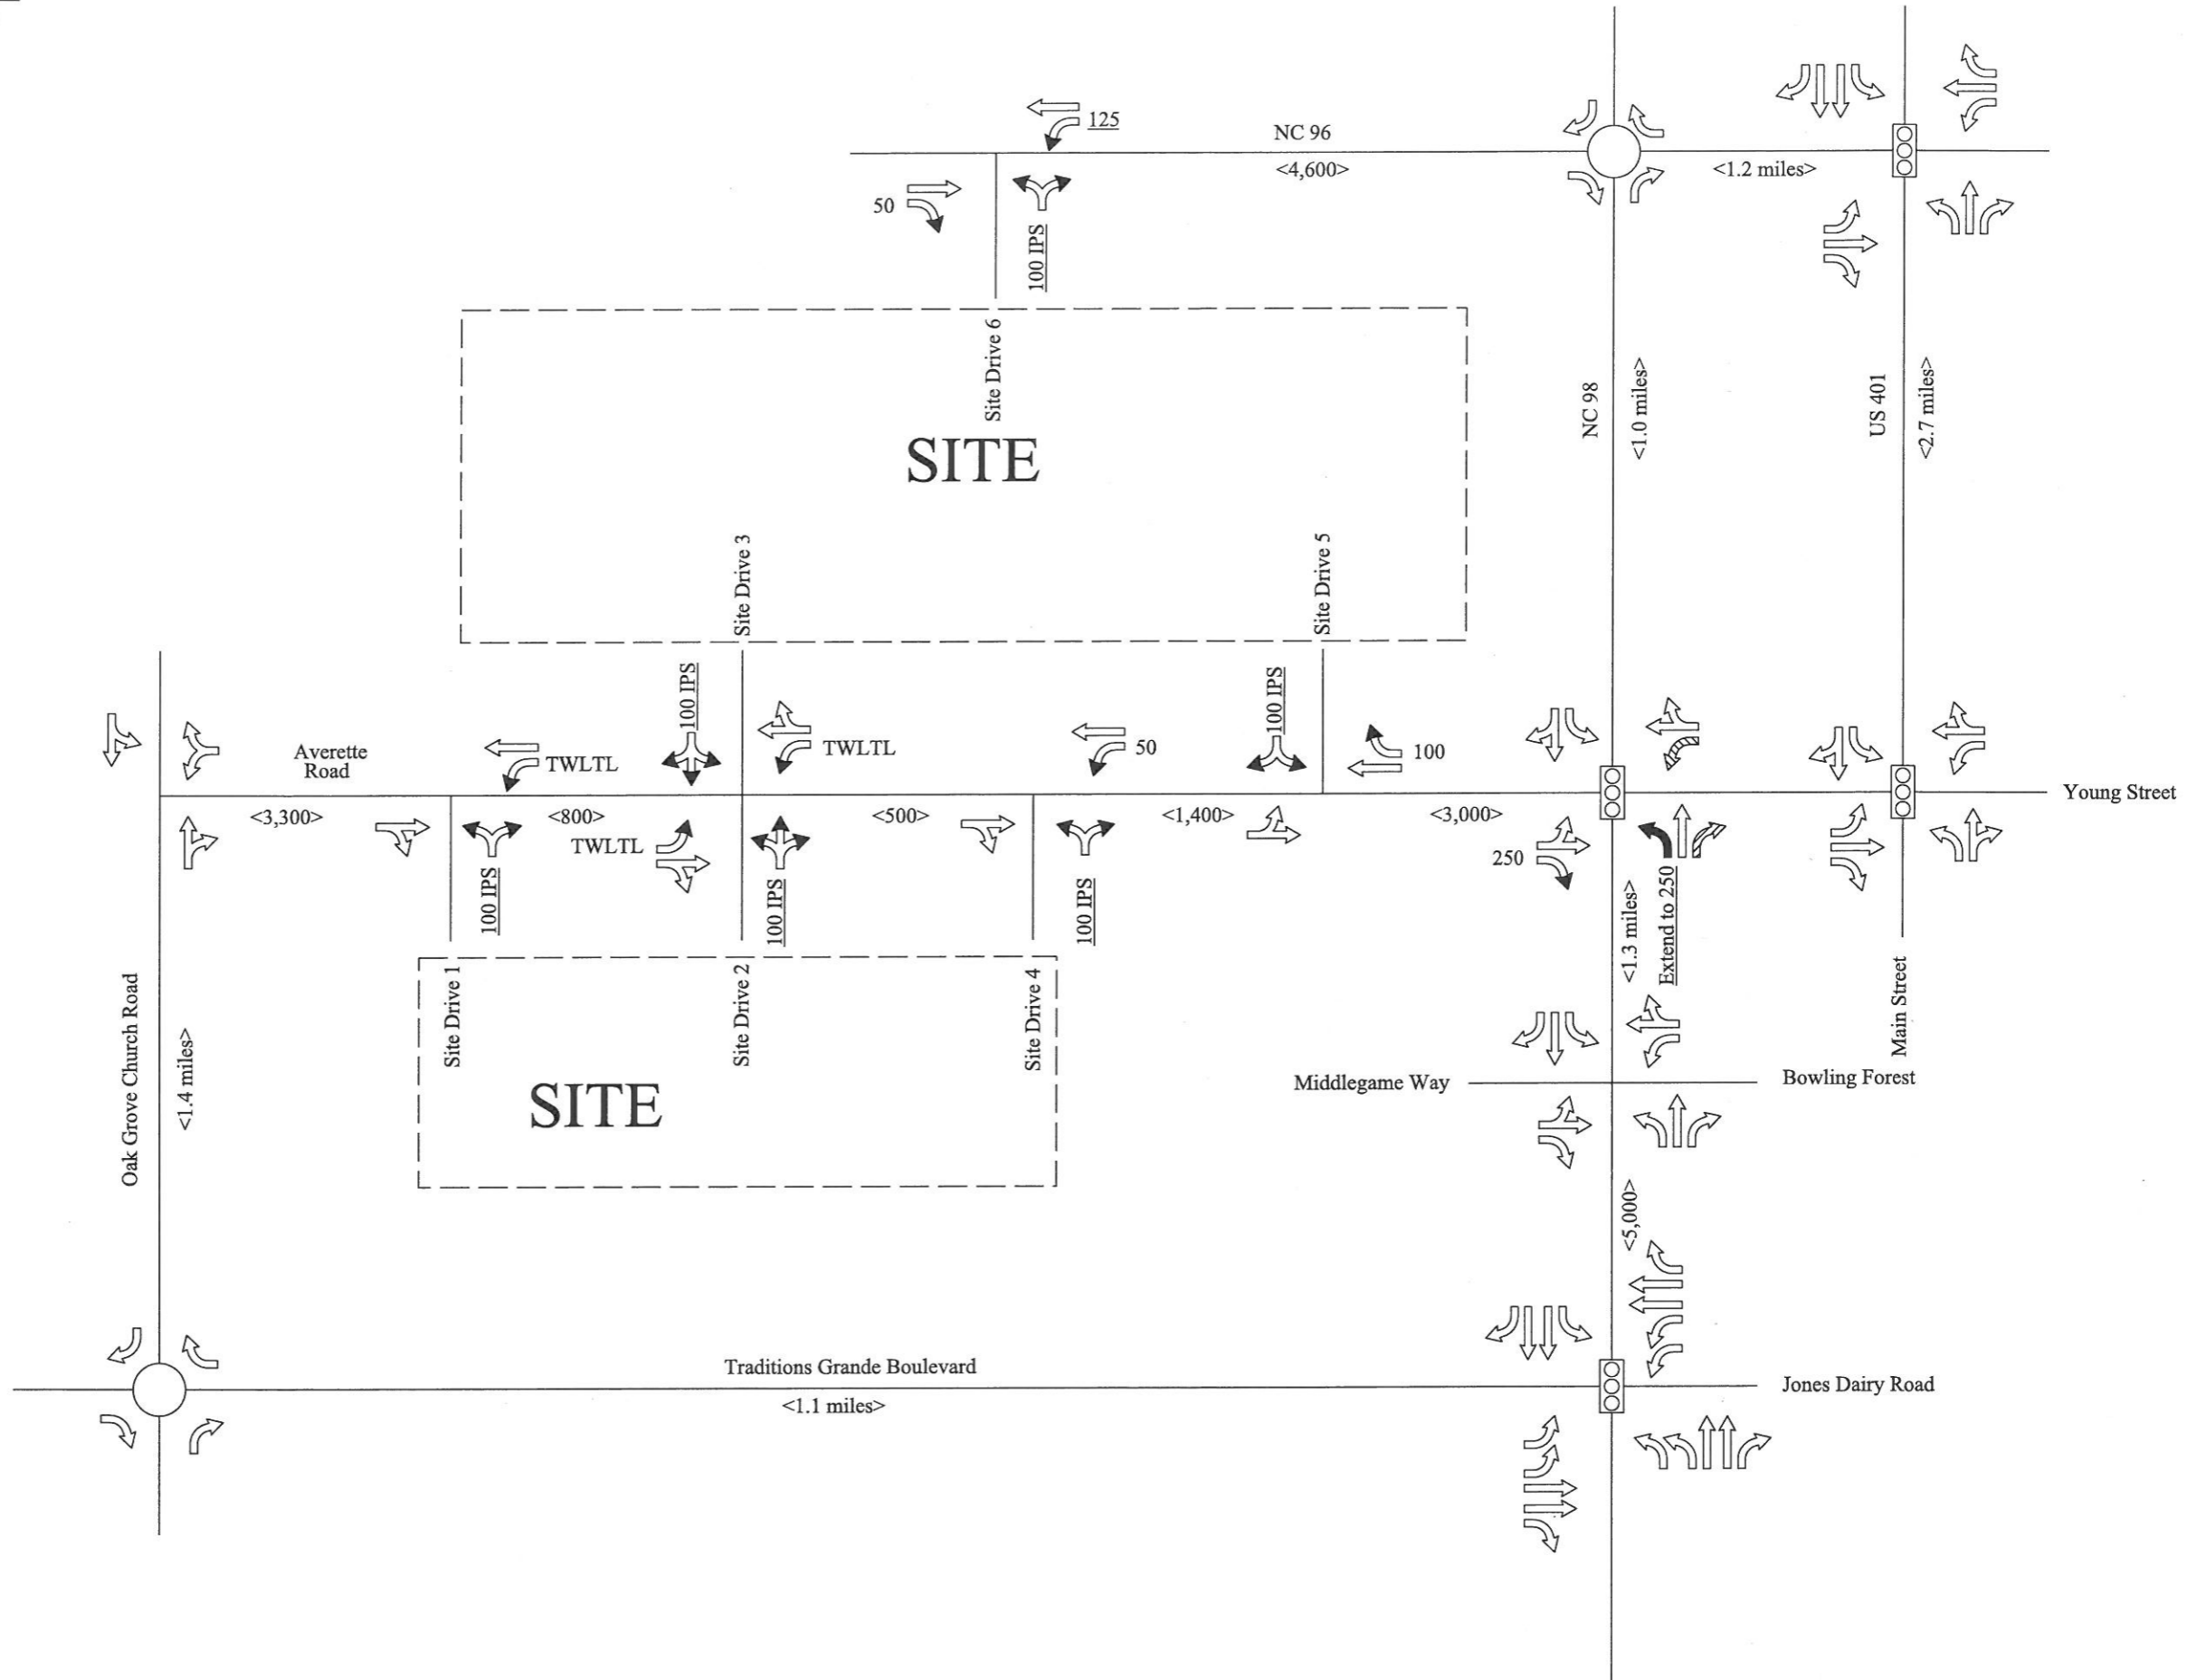 125
NC 96
<4,600>
<1.2 miles>
50
100 IPS
Site Drive 6
SITE
NC 98
<1.0 miles>
US 401
<2.7 miles>
Site Drive 3
Site Drive 5
100 IPS
100 IPS
Averette
Road
TWLTL
TWLTL
50
100
Young Street
<3,300>
<800>
<500>
<1,400>
<3,000>
TWLTL
250
100 IPS
100 IPS
100 IPS
<1.3 miles>
Extend to 250
Site Drive 1
Site Drive 2
Site Drive 4
Main Street
Oak Grove Church Road
<1.4 miles>
SITE
Middlegame Way
Bowling Forest
<5,000>
Traditions Grande Boulevard
<1.1 miles>
Jones Dairy Road